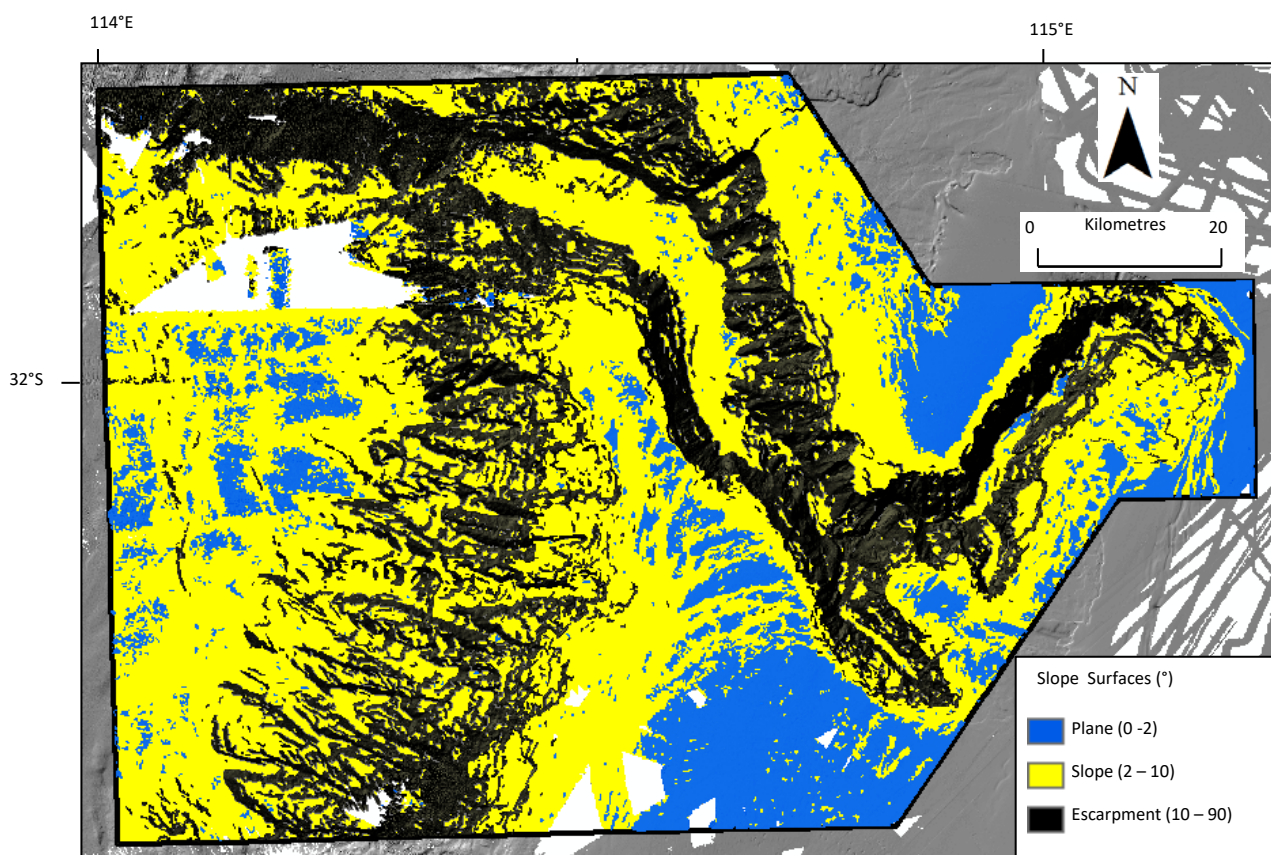 114°E
115°E
N
0 Kilometres 20
32°S
Slope Surfaces (°)
Plane (0 -2)
Slope (2 – 10)
Escarpment (10 – 90)